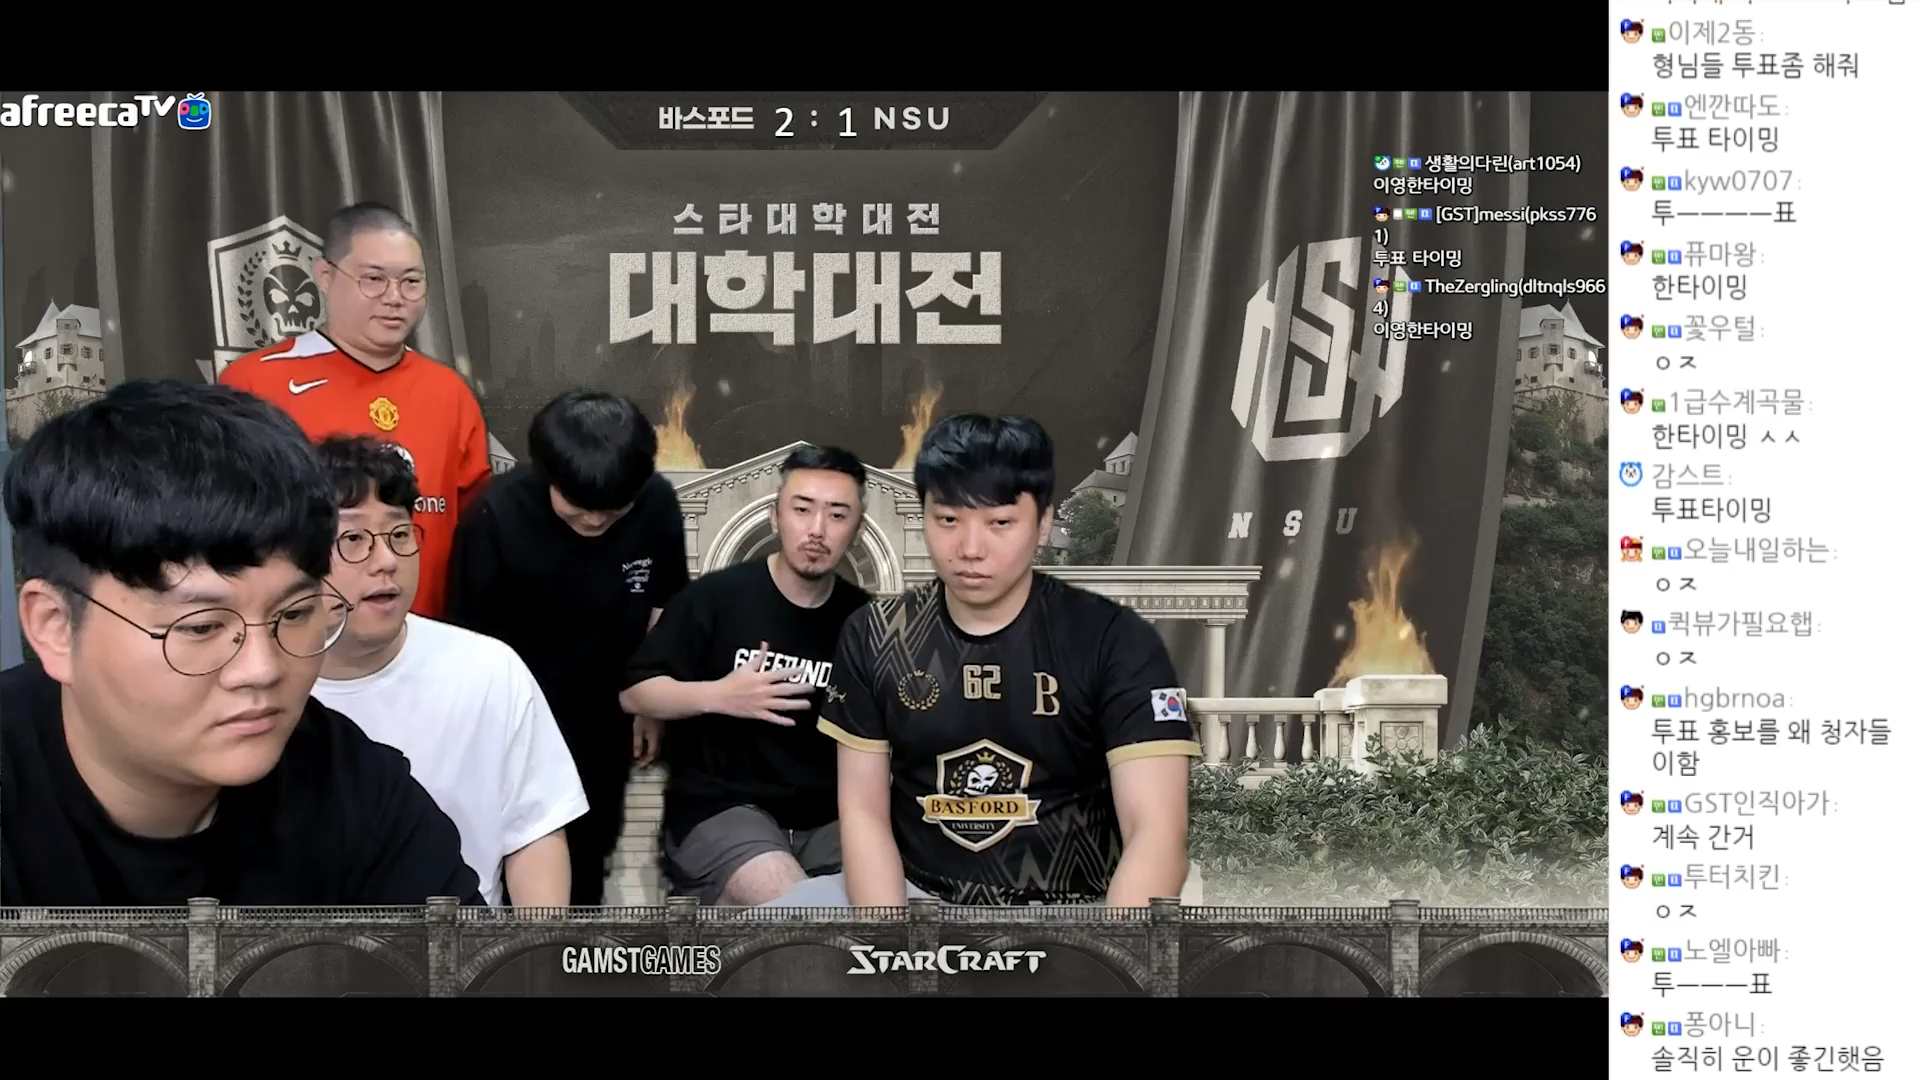 afreecaTV
바스포드 2 : 1 NSU
스타대학대전
대학대전
생활의다린(art1054)
이영한타이밍
[GST]messi(pkss776
1)
투표 타이밍
TheZergling(dltnqls966
4)
이영한타이밍
NSU
N S U
one
62
B
BASFORD
UNIVERSITY
GAMSTGAMES
STARCRAFT
이제2동:
형님들 투표좀 해줘
엔깐따도:
투표 타이밍
kyw0707:
투ㅡㅡㅡㅡ표
퓨마왕:
한타이밍
꽃우털:
ㅇㅈ
1급수계곡물:
한타이밍 ㅅㅅ
감스트:
투표타이밍
오늘내일하는:
ㅇㅈ
퀵뷰가필요햅:
ㅇㅈ
hgbrnoa:
투표 홍보를 왜 청자들
이함
GST인직아가:
계속 간거
투터치킨:
ㅇㅈ
노엘아빠:
투ㅡㅡㅡ표
퐁아니:
솔직히 운이 좋긴햇음